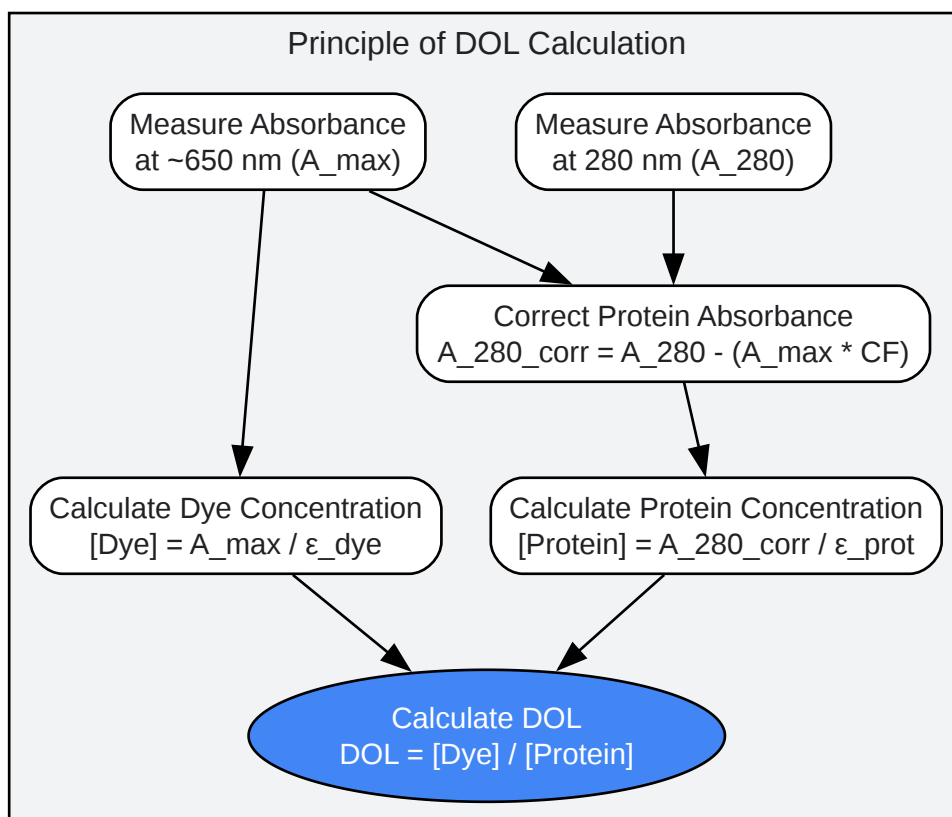 Principle of DOL Calculation
Measure Absorbance
at ~650 nm (A_max)
Measure Absorbance
at 280 nm (A_280)
Correct Protein Absorbance
A_280_corr = A_280 - (A_max * CF)
Calculate Dye Concentration
[Dye] = A_max / ε_dye
Calculate Protein Concentration
[Protein] = A_280_corr / ε_prot
Calculate DOL
DOL = [Dye] / [Protein]